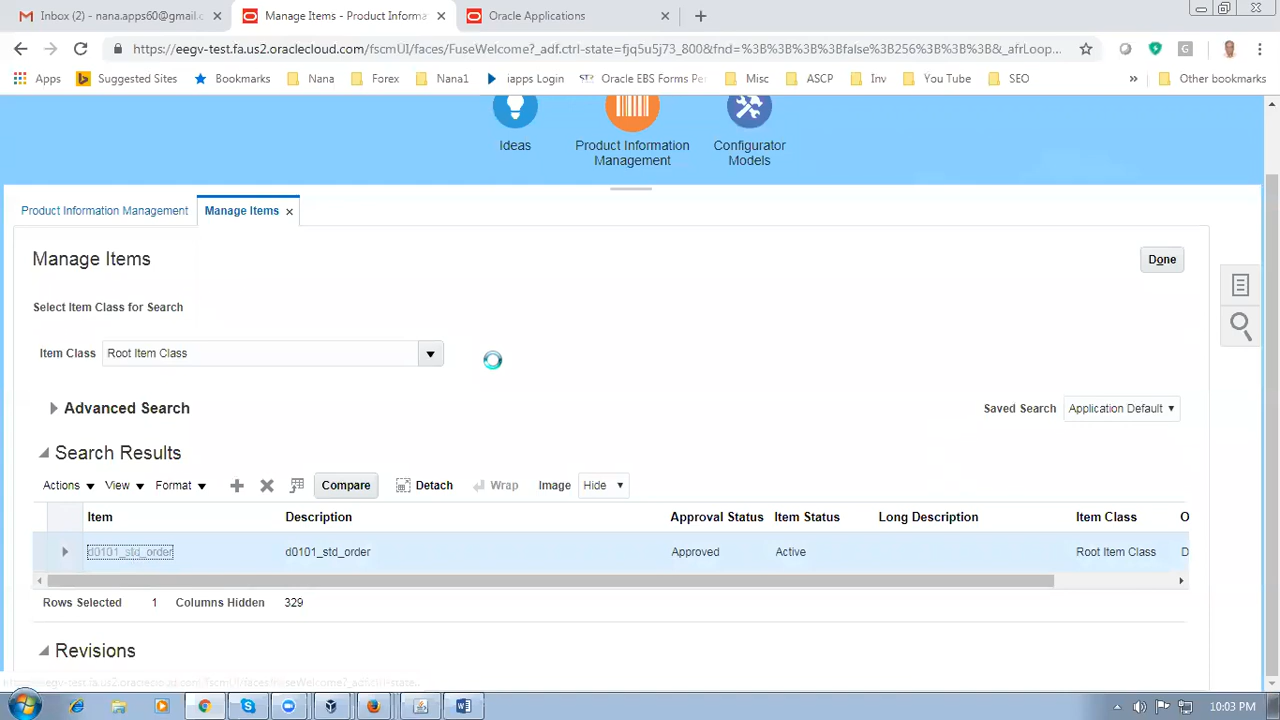 Inbox (2) - nana.apps60@gmail.c × Manage Items - Product Informa × Oracle Applications × +
https://eegv-test.fa.us2.oraclecloud.com/fscmUI/faces/FuseWelcome?_adf.ctrl-state=fjq5u5j73_800&fnd=%3B%3B%3B%3Bfalse%3B256%3B%3B%3B&_afrLoop...
Apps Suggested Sites Bookmarks Nana Forex Nana1 iapps Login Oracle EBS Forms Pe Misc ASCP Inv You Tube SEO » Other bookmarks
Ideas Product Information Management Configurator Models
Product Information Management Manage Items ×
Manage Items Done
Select Item Class for Search
Item Class Root Item Class
Advanced Search Saved Search Application Default
Search Results
Actions View Format Compare Detach Wrap Image Hide
Item Description Approval Status Item Status Long Description Item Class O
d0101_std_order d0101_std_order Approved Active Root Item Class D
Rows Selected 1 Columns Hidden 329
Revisions
10:03 PM